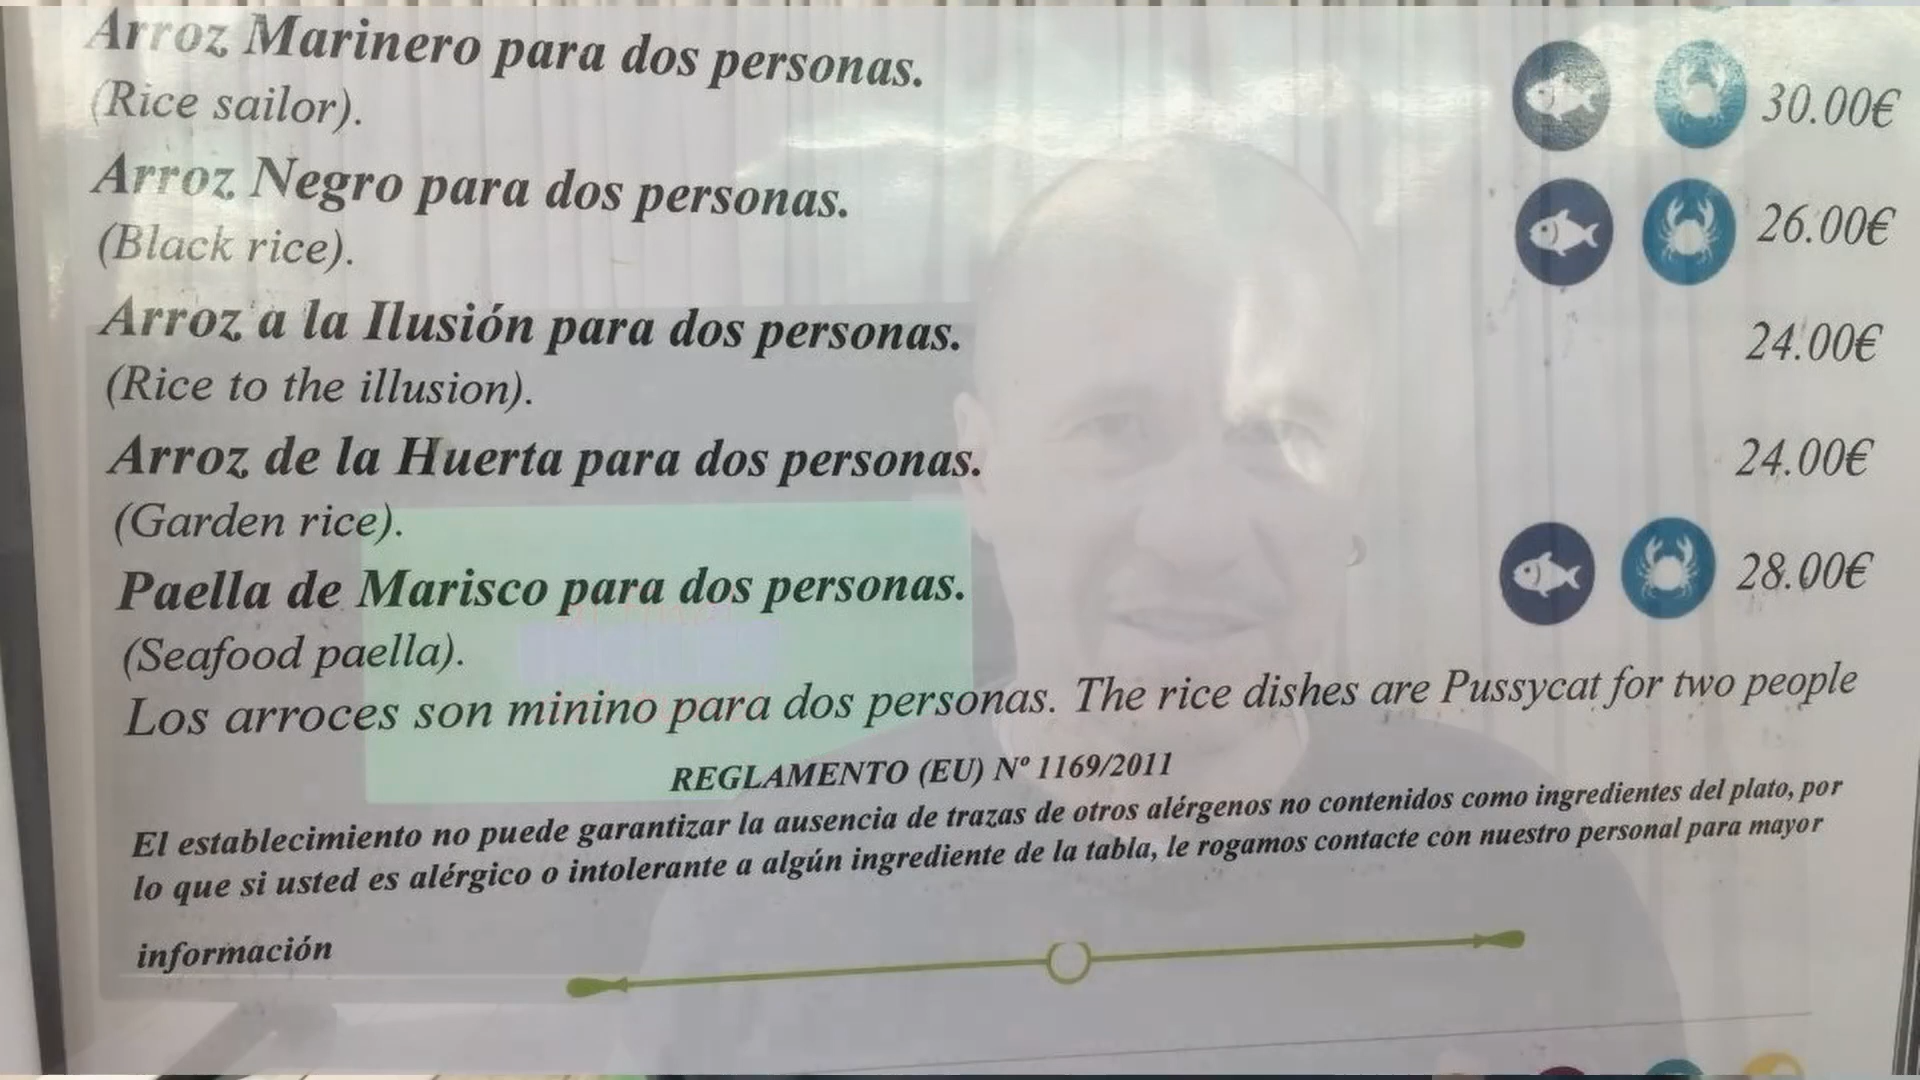 Arroz Marinero para dos personas.
(Rice sailor).
30.00€
Arroz Negro para dos personas.
(Black rice).
26.00€
Arroz a la Ilusión para dos personas.
(Rice to the illusion).
24.00€
Arroz de la Huerta para dos personas.
(Garden rice).
24.00€
Paella de Marisco para dos personas.
(Seafood paella).
28.00€
Los arroces son minino para dos personas. The rice dishes are Pussycat for two people
REGLAMENTO (EU) Nº 1169/2011
El establecimiento no puede garantizar la ausencia de trazas de otros alérgenos no contenidos como ingredientes del plato, por
lo que si usted es alérgico o intolerante a algún ingrediente de la tabla, le rogamos contacte con nuestro personal para mayor
información